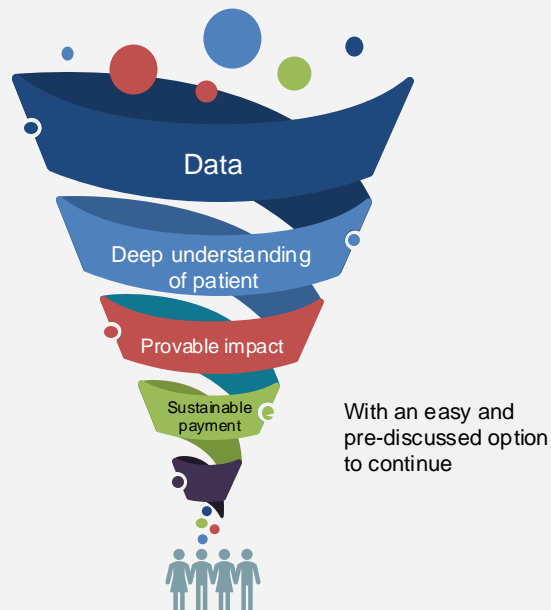 Data
Deep understanding
of patient
Provable impact
Sustainable
payment
With an easy and
pre-discussed option
to continue